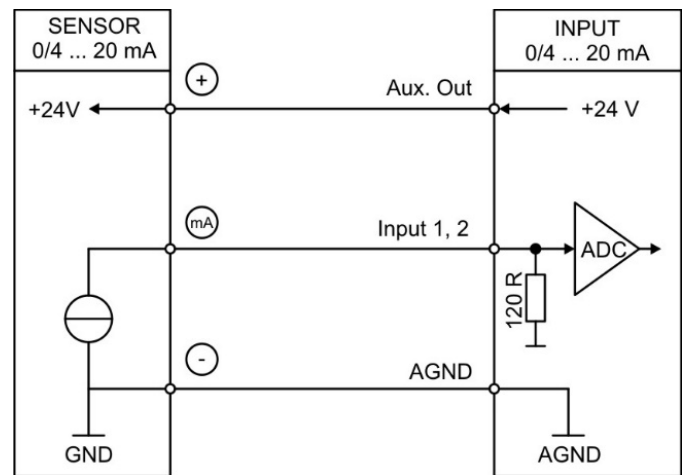 SENSOR
0/4 ... 20 mA
INPUT
0/4 ... 20 mA
+
Aux. Out
+24V
+24 V
mA
Input 1, 2
ADC
120 R
-
AGND
GND
AGND